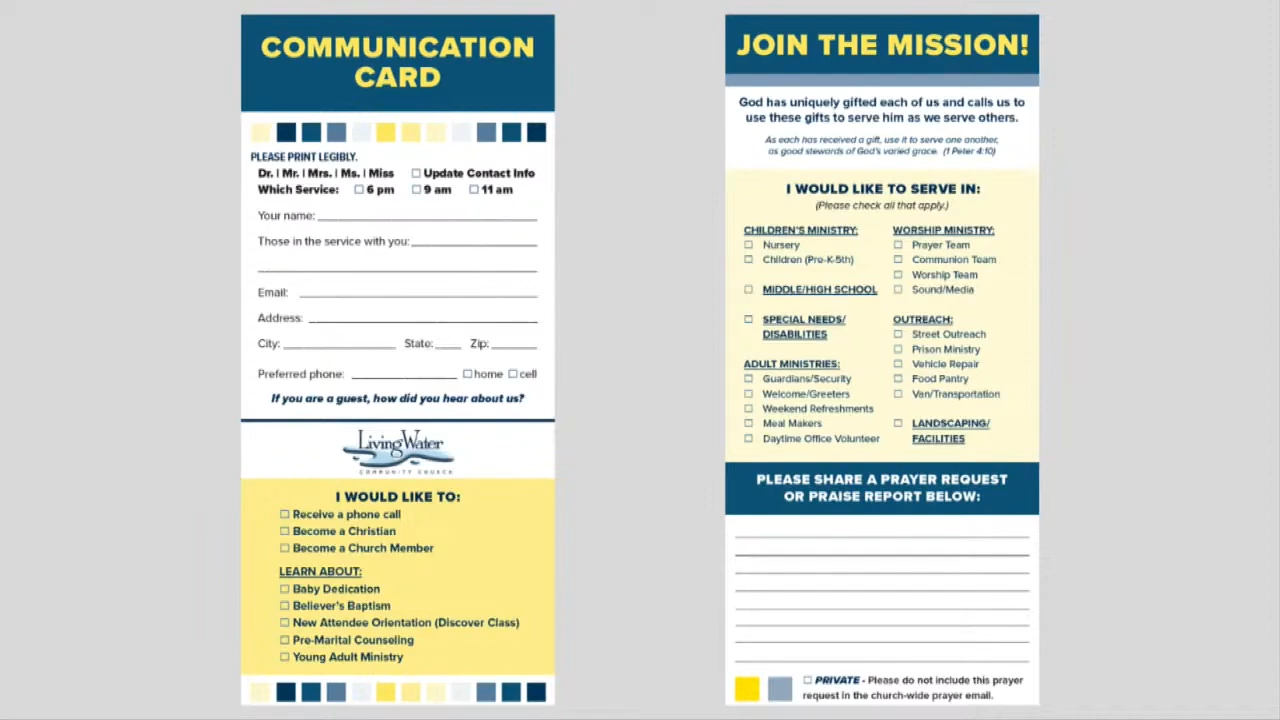 COMMUNICATION
CARD
PLEASE PRINT LEGIBLY.
Dr. | Mr. | Mrs. | Ms. | Miss ☐ Update Contact Info
Which Service: ☐ 6 pm ☐ 9 am ☐ 11 am
Your name:
Those in the service with you:
Email:
Address:
City: State: Zip:
Preferred phone: ☐ home ☐ cell
If you are a guest, how did you hear about us?
LivingWater
COMMUNITY CHURCH
I WOULD LIKE TO:
☐ Receive a phone call
☐ Become a Christian
☐ Become a Church Member
LEARN ABOUT:
☐ Baby Dedication
☐ Believer's Baptism
☐ New Attendee Orientation (Discover Class)
☐ Pre-Marital Counseling
☐ Young Adult Ministry
JOIN THE MISSION!
God has uniquely gifted each of us and calls us to
use these gifts to serve him as we serve others.
As each has received a gift, use it to serve one another,
as good stewards of God's varied grace. (1 Peter 4:10)
I WOULD LIKE TO SERVE IN:
(Please check all that apply.)
CHILDREN'S MINISTRY:
☐ Nursery
☐ Children (Pre-K-5th)
☐ MIDDLE/HIGH SCHOOL
☐ SPECIAL NEEDS/
DISABILITIES
ADULT MINISTRIES:
☐ Guardians/Security
☐ Welcome/Greeters
☐ Weekend Refreshments
☐ Meal Makers
☐ Daytime Office Volunteer
WORSHIP MINISTRY:
☐ Prayer Team
☐ Communion Team
☐ Worship Team
☐ Sound/Media
OUTREACH:
☐ Street Outreach
☐ Prison Ministry
☐ Vehicle Repair
☐ Food Pantry
☐ Van/Transportation
☐ LANDSCAPING/
FACILITIES
PLEASE SHARE A PRAYER REQUEST
OR PRAISE REPORT BELOW:
☐ PRIVATE - Please do not include this prayer
request in the church-wide prayer email.